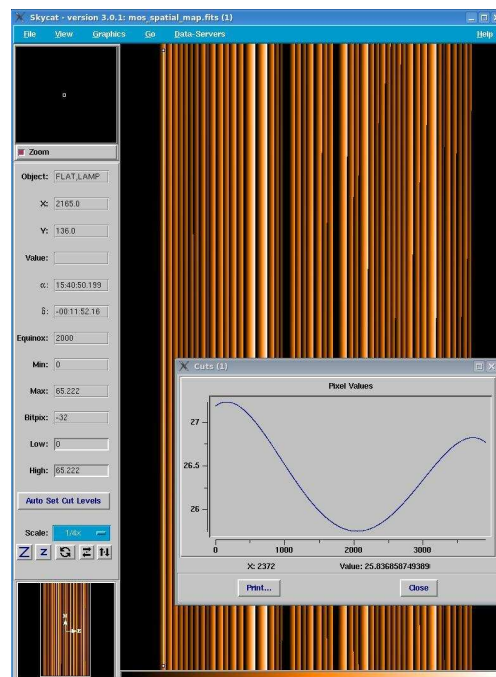 Skycat - version 3.0.1: mos_spatial_map.fits (1)
File View Graphics Go Data-Servers Help
Zoom
Object: FLAT,LAMP
X: 2165.0
Y: 136.0
Value:
α: 15:40:50.199
δ: -00:11:52.16
Equinox: 2000
Min: 0
Max: 65.222
Bitpix: -32
Low: 0
High: 65.222
Auto Set Cut Levels
Scale: 1/4x
Z z
N
E
Cuts (1)
Pixel Values
27
26.5
26
0 1000 2000 3000
X: 2372 Value: 25.836858749389
Print... Close